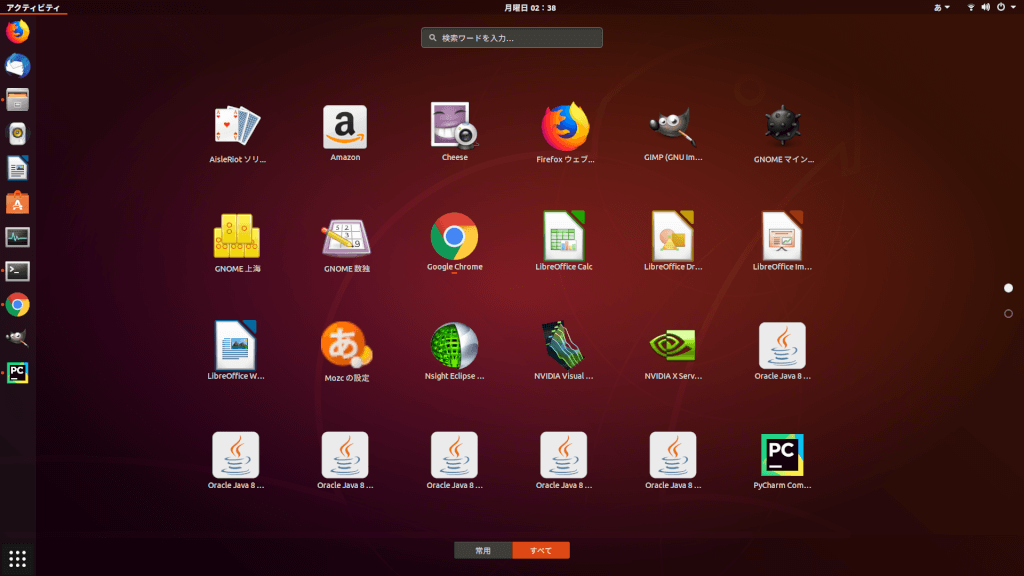 アクティビティ
月曜日 02：38
あ
検索ワードを入力...
AisleRiot ソリ...
Amazon
Cheese
Firefox ウェブ...
GIMP (GNU Im...
GNOME マイン...
GNOME 上海
GNOME 数独
Google Chrome
LibreOffice Calc
LibreOffice Dr...
LibreOffice Im...
LibreOffice W...
Mozc の設定
Nsight Eclipse ...
NVIDIA Visual ...
NVIDIA X Serv...
Oracle Java 8 ...
Oracle Java 8 ...
Oracle Java 8 ...
Oracle Java 8 ...
Oracle Java 8 ...
Oracle Java 8 ...
PyCharm Com...
常用
すべて